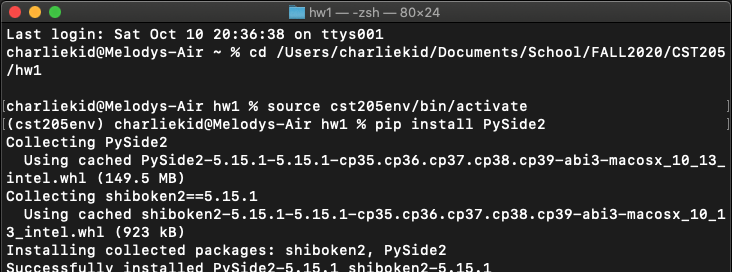 hw1 — -zsh — 80×24
Last login: Sat Oct 10 20:36:38 on ttys001
charliekid@Melodys-Air ~ % cd /Users/charliekid/Documents/School/FALL2020/CST205
/hw1
[charliekid@Melodys-Air hw1 % source cst205env/bin/activate ]
[(cst205env) charliekid@Melodys-Air hw1 % pip install PySide2 ]
Collecting PySide2
  Using cached PySide2-5.15.1-5.15.1-cp35.cp36.cp37.cp38.cp39-abi3-macosx_10_13_
intel.whl (149.5 MB)
Collecting shiboken2==5.15.1
  Using cached shiboken2-5.15.1-5.15.1-cp35.cp36.cp37.cp38.cp39-abi3-macosx_10_1
3_intel.whl (923 kB)
Installing collected packages: shiboken2, PySide2
Successfully installed PySide2-5.15.1 shiboken2-5.15.1